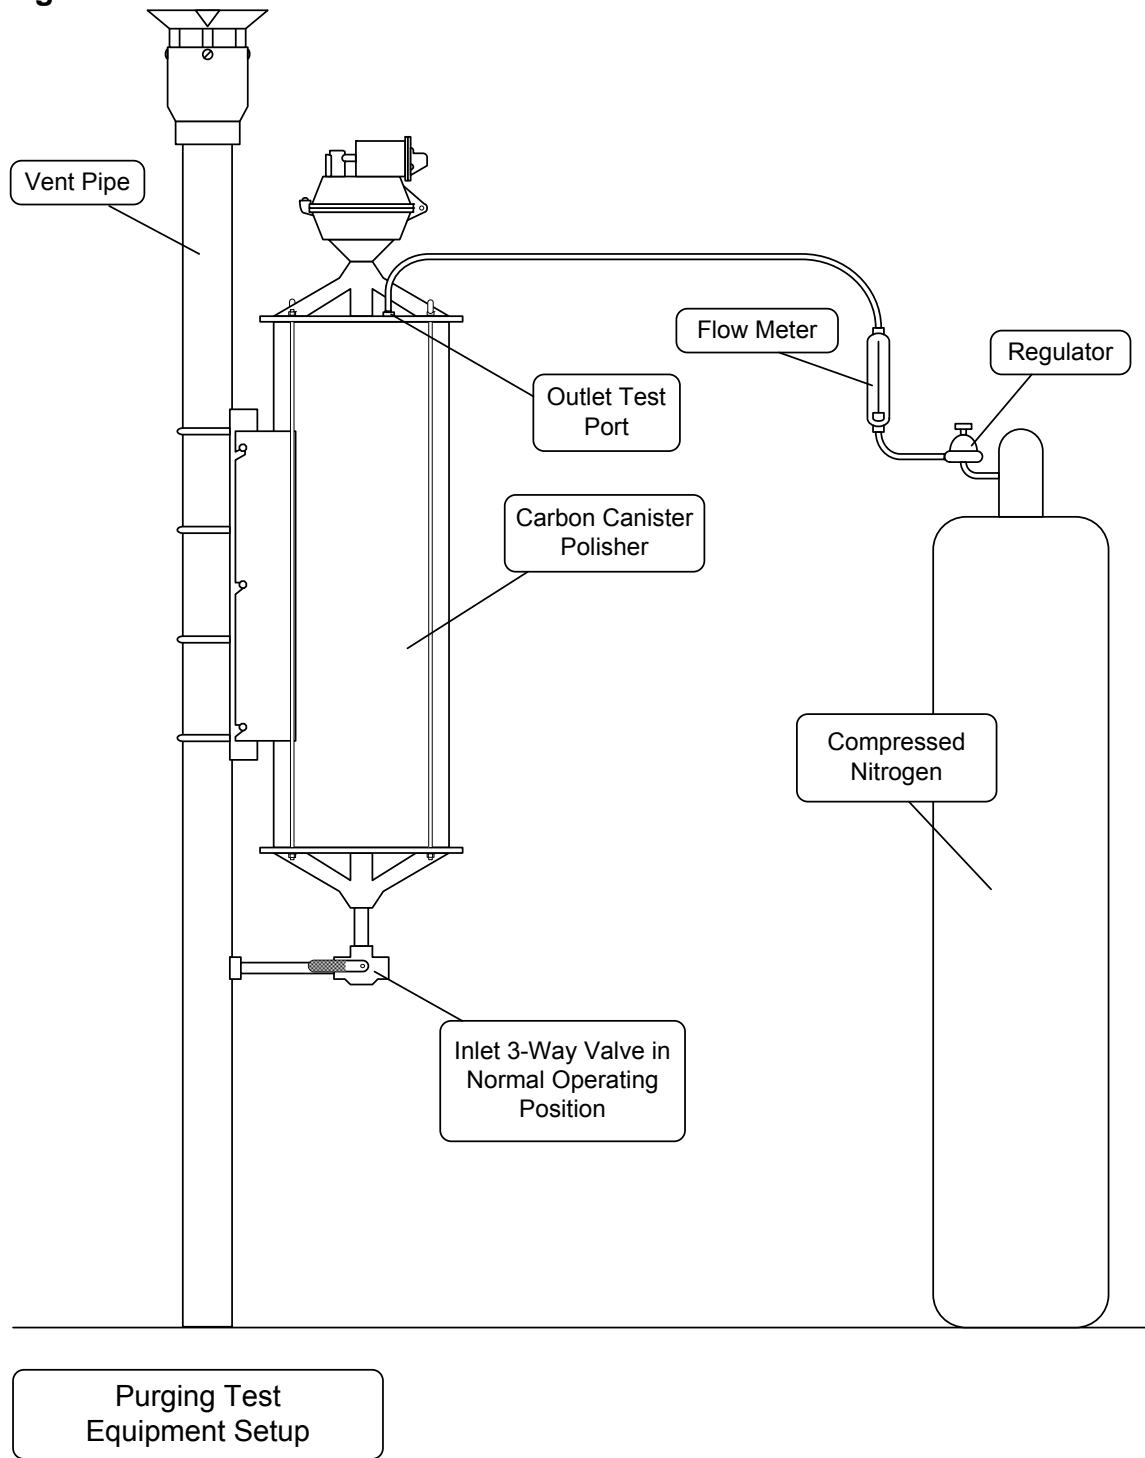 Vent Pipe
Flow Meter
Regulator
Outlet Test
Port
Carbon Canister
Polisher
Compressed
Nitrogen
Inlet 3-Way Valve in
Normal Operating
Position
Purging Test
Equipment Setup